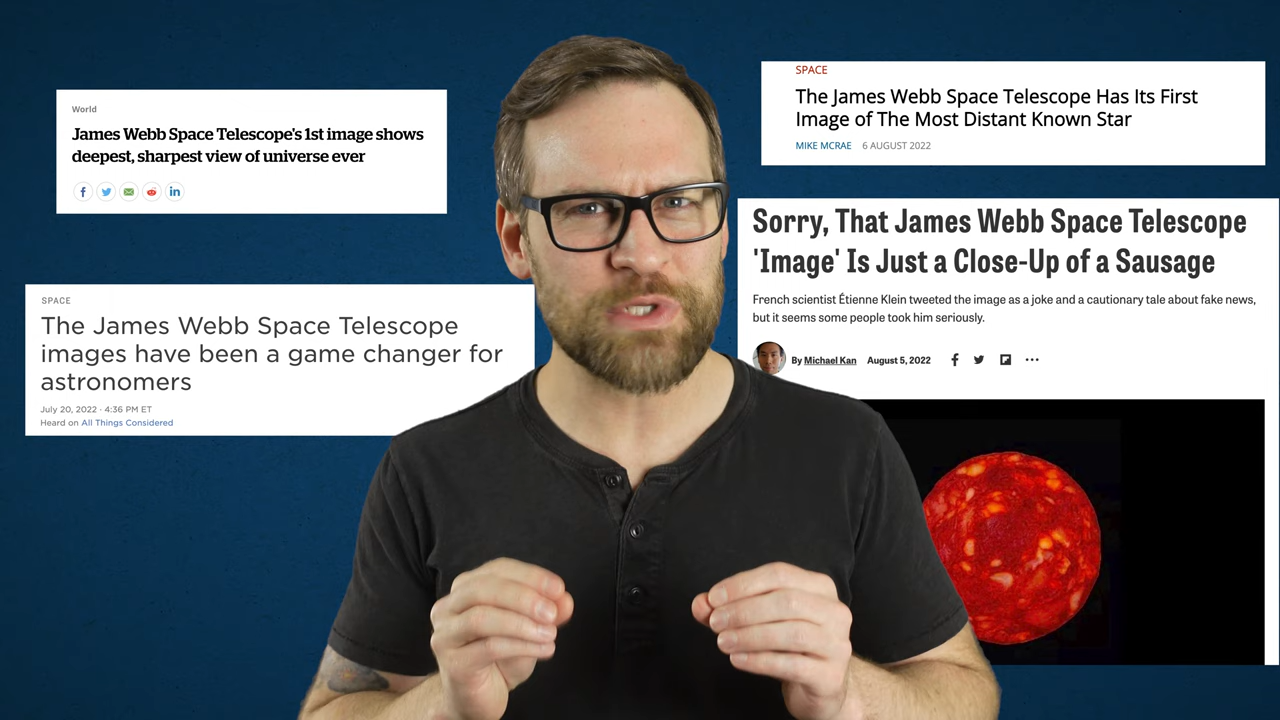 World
James Webb Space Telescope's 1st image shows
deepest, sharpest view of universe ever
SPACE
The James Webb Space Telescope
images have been a game changer for
astronomers
July 20, 2022 · 4:36 PM ET
Heard on All Things Considered
SPACE
The James Webb Space Telescope Has Its First
Image of The Most Distant Known Star
MIKE MCRAE 6 AUGUST 2022
Sorry, That James Webb Space Telescope
'Image' Is Just a Close-Up of a Sausage
French scientist Étienne Klein tweeted the image as a joke and a cautionary tale about fake news,
but it seems some people took him seriously.
By Michael Kan August 5, 2022